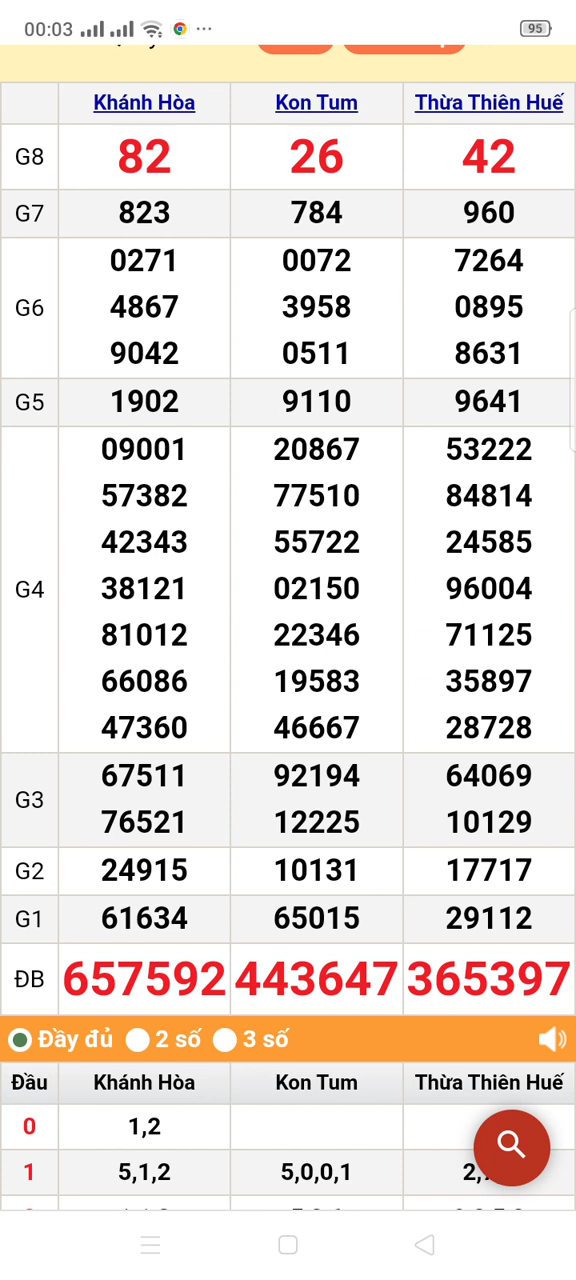 00:03 95
Khánh Hòa Kon Tum Thừa Thiên Huế
G8 82 26 42
G7 823 784 960
0271 0072 7264
G6 4867 3958 0895
9042 0511 8631
G5 1902 9110 9641
09001 20867 53222
57382 77510 84814
42343 55722 24585
G4 38121 02150 96004
81012 22346 71125
66086 19583 35897
47360 46667 28728
G3 67511 92194 64069
76521 12225 10129
G2 24915 10131 17717
G1 61634 65015 29112
ĐB 657592 443647 365397
Đầy đủ 2 số 3 số
Đầu Khánh Hòa Kon Tum Thừa Thiên Huế
0 1,2
1 5,1,2 5,0,0,1 2,